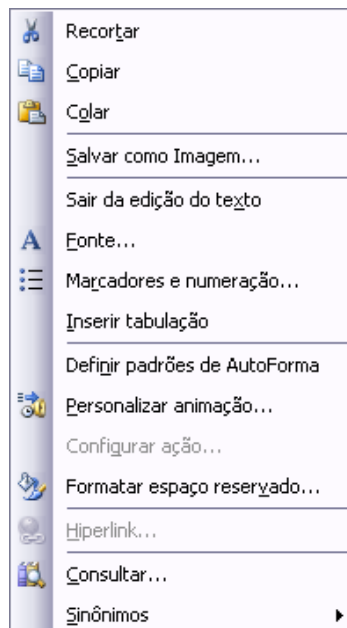 Recortar
Copiar
Colar
Salvar como Imagem...
Sair da edição do texto
Fonte...
Marcadores e numeração...
Inserir tabulação
Definir padrões de AutoForma
Personalizar animação...
Configurar ação...
Formatar espaço reservado...
Hiperlink...
Consultar...
Sinônimos